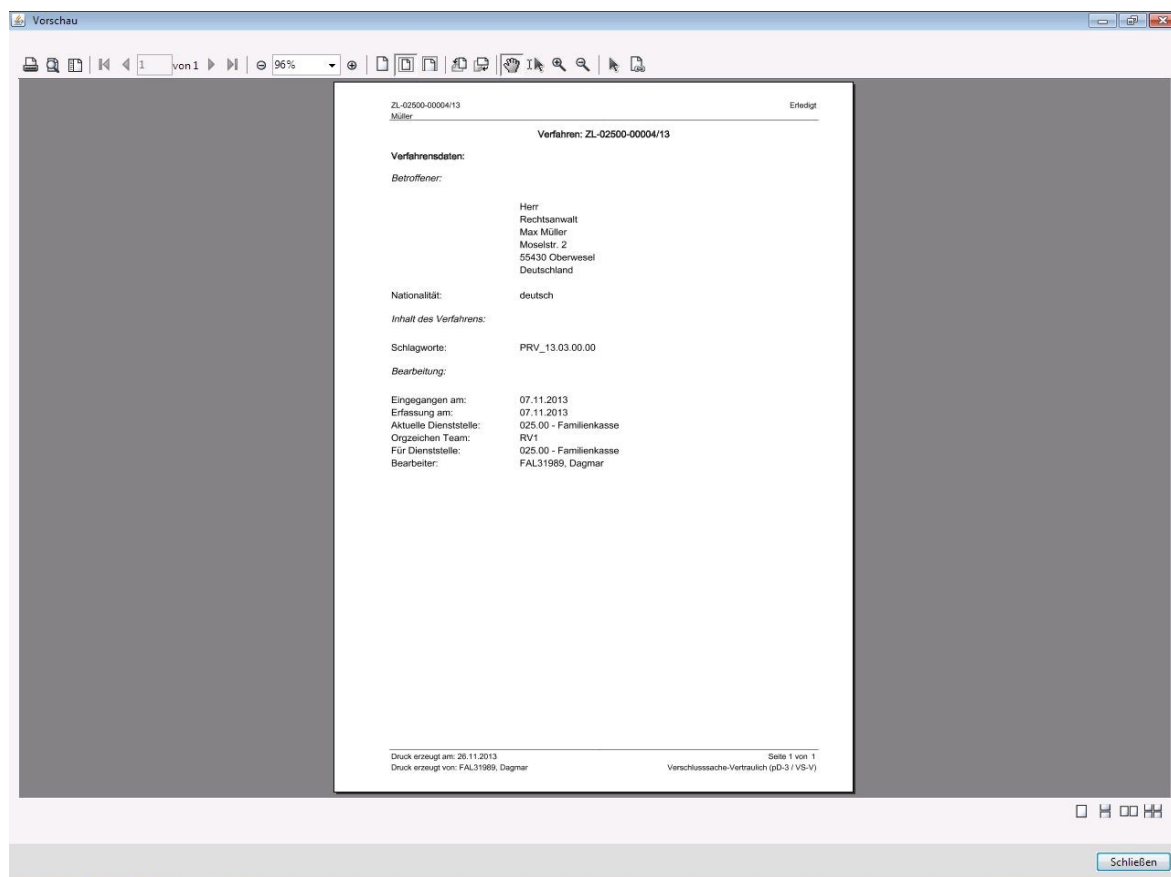 Vorschau
1 von 1 96%
ZL-02500-00004/13 Erledigt
Müller
Verfahren: ZL-02500-00004/13
Verfahrensdaten:
Betroffener:
Herr
Rechtsanwalt
Max Müller
Moselstr. 2
55430 Oberwesel
Deutschland
Nationalität: deutsch
Inhalt des Verfahrens:
Schlagworte: PRV_13.03.00.00
Bearbeitung:
Eingegangen am: 07.11.2013
Erfassung am: 07.11.2013
Aktuelle Dienststelle: 025.00 - Familienkasse
Orgzeichen Team: RV1
Für Dienststelle: 025.00 - Familienkasse
Bearbeiter: FAL31989, Dagmar
Druck erzeugt am: 26.11.2013 Seite 1 von 1
Druck erzeugt von: FAL31989, Dagmar Verschlusssache-Vertraulich (pD-3 / VS-V)
Schließen